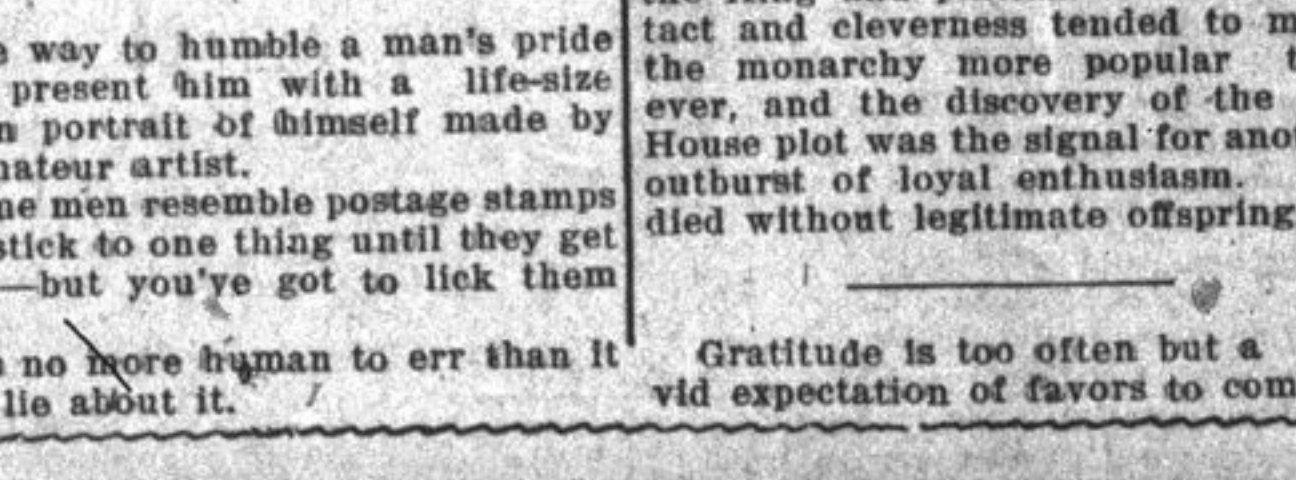 way to humble a man's pride
present him with a life-size
portrait of himself made by
artist.
men resemble postage stamps
stick to one thing until they get
—but you've got to lick them
no more human to err than it
lie about it.
tact and cleverness tended to m
the monarchy more popular t
ever, and the discovery of the
House plot was the signal for ano
outburst of loyal enthusiasm.
died without legitimate offspring
Gratitude is too often but a
vid expectation of favors to com